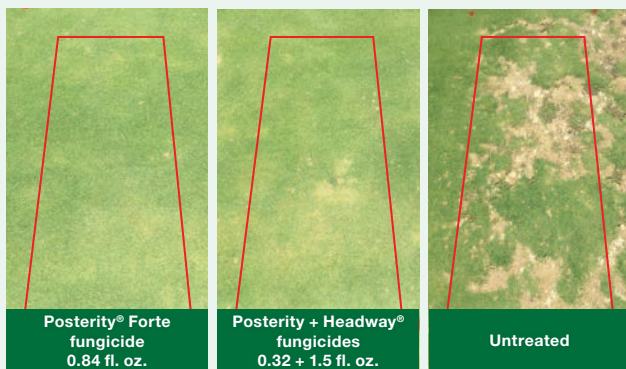 Posterity® Forte
fungicide
0.84 fl. oz.
Posterity + Headway®
fungicides
0.32 + 1.5 fl. oz.
Untreated